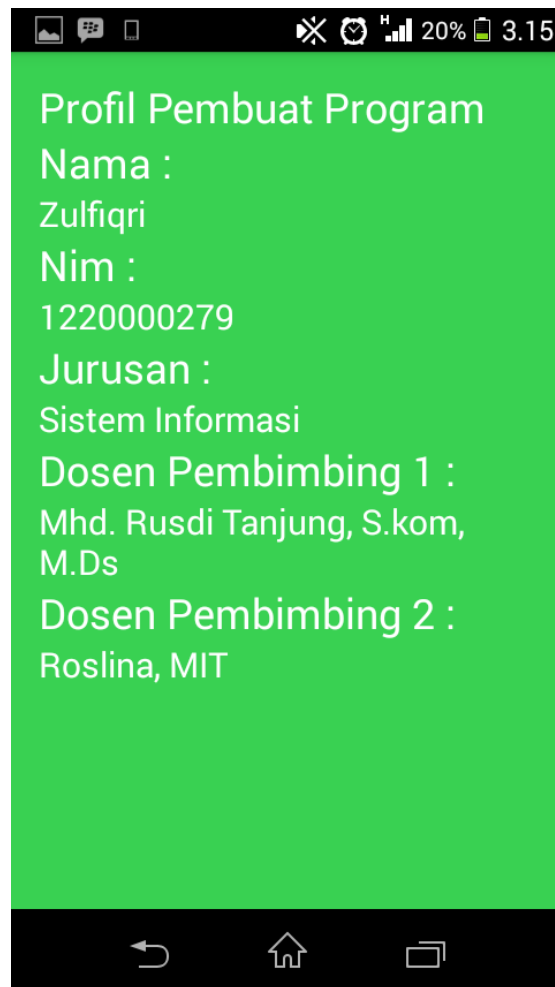 H 20% 3.15
Profil Pembuat Program
Nama :
Zulfiqri
Nim :
1220000279
Jurusan :
Sistem Informasi
Dosen Pembimbing 1 :
Mhd. Rusdi Tanjung, S.kom,
M.Ds
Dosen Pembimbing 2 :
Roslina, MIT